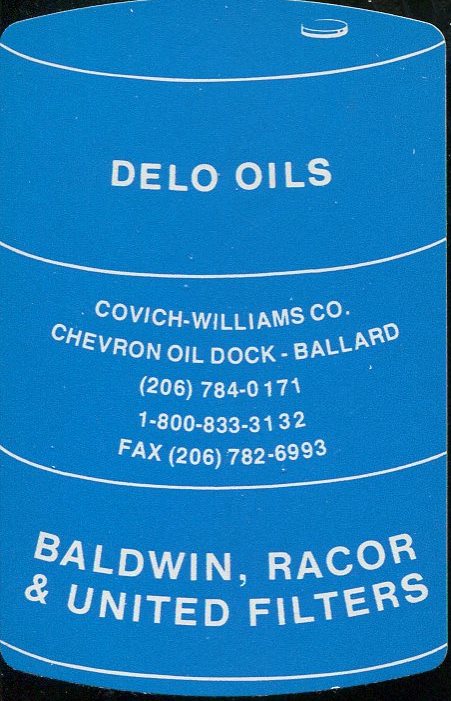 DELO OILS
COVICH-WILLIAMS CO.
CHEVRON OIL DOCK - BALLARD
(206) 784-0171
1-800-833-3132
FAX (206) 782-6993
BALDWIN, RACOR
& UNITED FILTERS